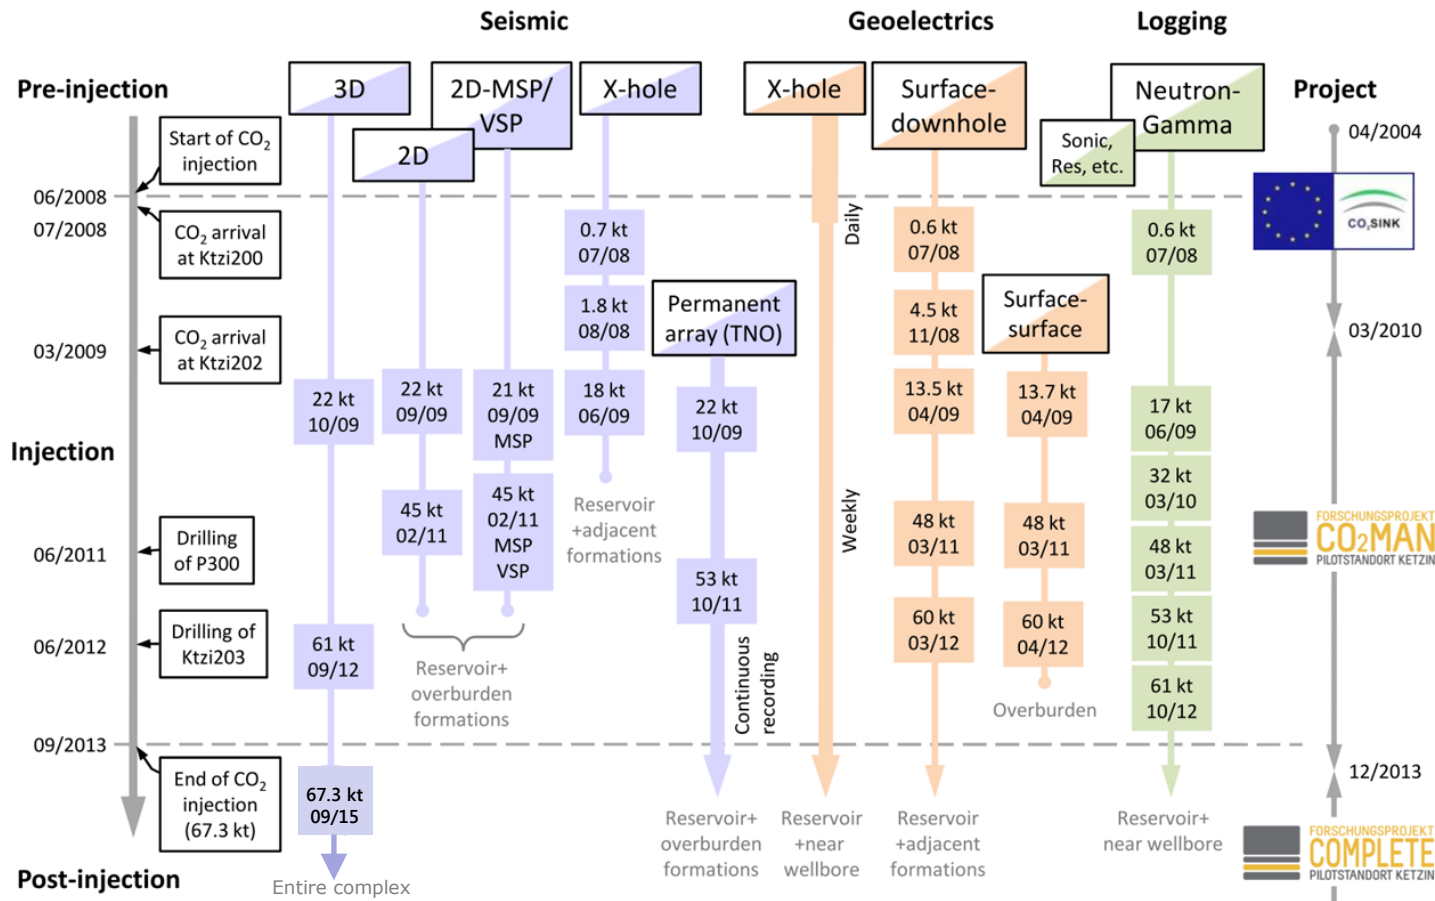 Seismic
Geoelectrics
Logging
Pre-injection
3D
2D-MSP/
VSP
2D
X-hole
X-hole
Surface-
downhole
Neutron-
Gamma
Sonic,
Res, etc.
Project
04/2004
Start of CO2
injection
06/2008
07/2008
CO2 arrival
at Ktzi200
0.7 kt
07/08
Daily
0.6 kt
07/08
0.6 kt
07/08
CO2SINK
03/2009
CO2 arrival
at Ktzi202
1.8 kt
08/08
Permanent
array (TNO)
4.5 kt
11/08
Surface-
surface
03/2010
22 kt
10/09
22 kt
09/09
21 kt
09/09
MSP
18 kt
06/09
22 kt
10/09
13.5 kt
04/09
13.7 kt
04/09
17 kt
06/09
Injection
32 kt
03/10
45 kt
02/11
45 kt
02/11
MSP
VSP
Reservoir
+adjacent
formations
Weekly
48 kt
03/11
48 kt
03/11
48 kt
03/11
06/2011
Drilling
of P300
FORSCHUNGSPROJEKT
CO2MAN
PILOTSTANDORT KETZIN
53 kt
10/11
53 kt
10/11
06/2012
Drilling of
Ktzi203
61 kt
09/12
Reservoir+
overburden
formations
Continuous
recording
60 kt
03/12
60 kt
04/12
Overburden
61 kt
10/12
09/2013
End of CO2
injection
(67.3 kt)
67.3 kt
09/15
12/2013
Reservoir+
overburden
formations
Reservoir
+near
wellbore
Reservoir
+adjacent
formations
Reservoir+
near wellbore
FORSCHUNGSPROJEKT
COMPLETE
PILOTSTANDORT KETZIN
Post-injection
Entire complex